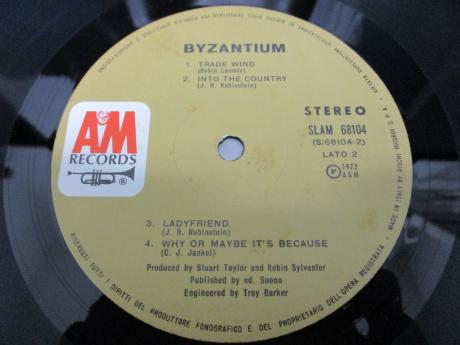 BYZANTIUM
1. TRADE WIND
(Robin Lamble)
2. INTO THE COUNTRY
(J. R. Rubinstein)
STEREO
SLAM 68104
(S/68104-2)
LATO 2
P 1972
A&M
A&M
RECORDS
®
3. LADYFRIEND
(J. R. Rubinstein)
4. WHY OR MAYBE IT'S BECAUSE
(C. J. Jankel)
Produced by Stuart Taylor and Robin Sylvester
Published by ed. Suono
Engineered by Troy Barker
MADE IN ITALY BY DISCHI RICORDI S.P.A.
RISERVATI TUTTI I DIRITTI DEL PRODUTTORE FONOGRAFICO E DEL PROPRIETARIO DELL'OPERA REGISTRATA